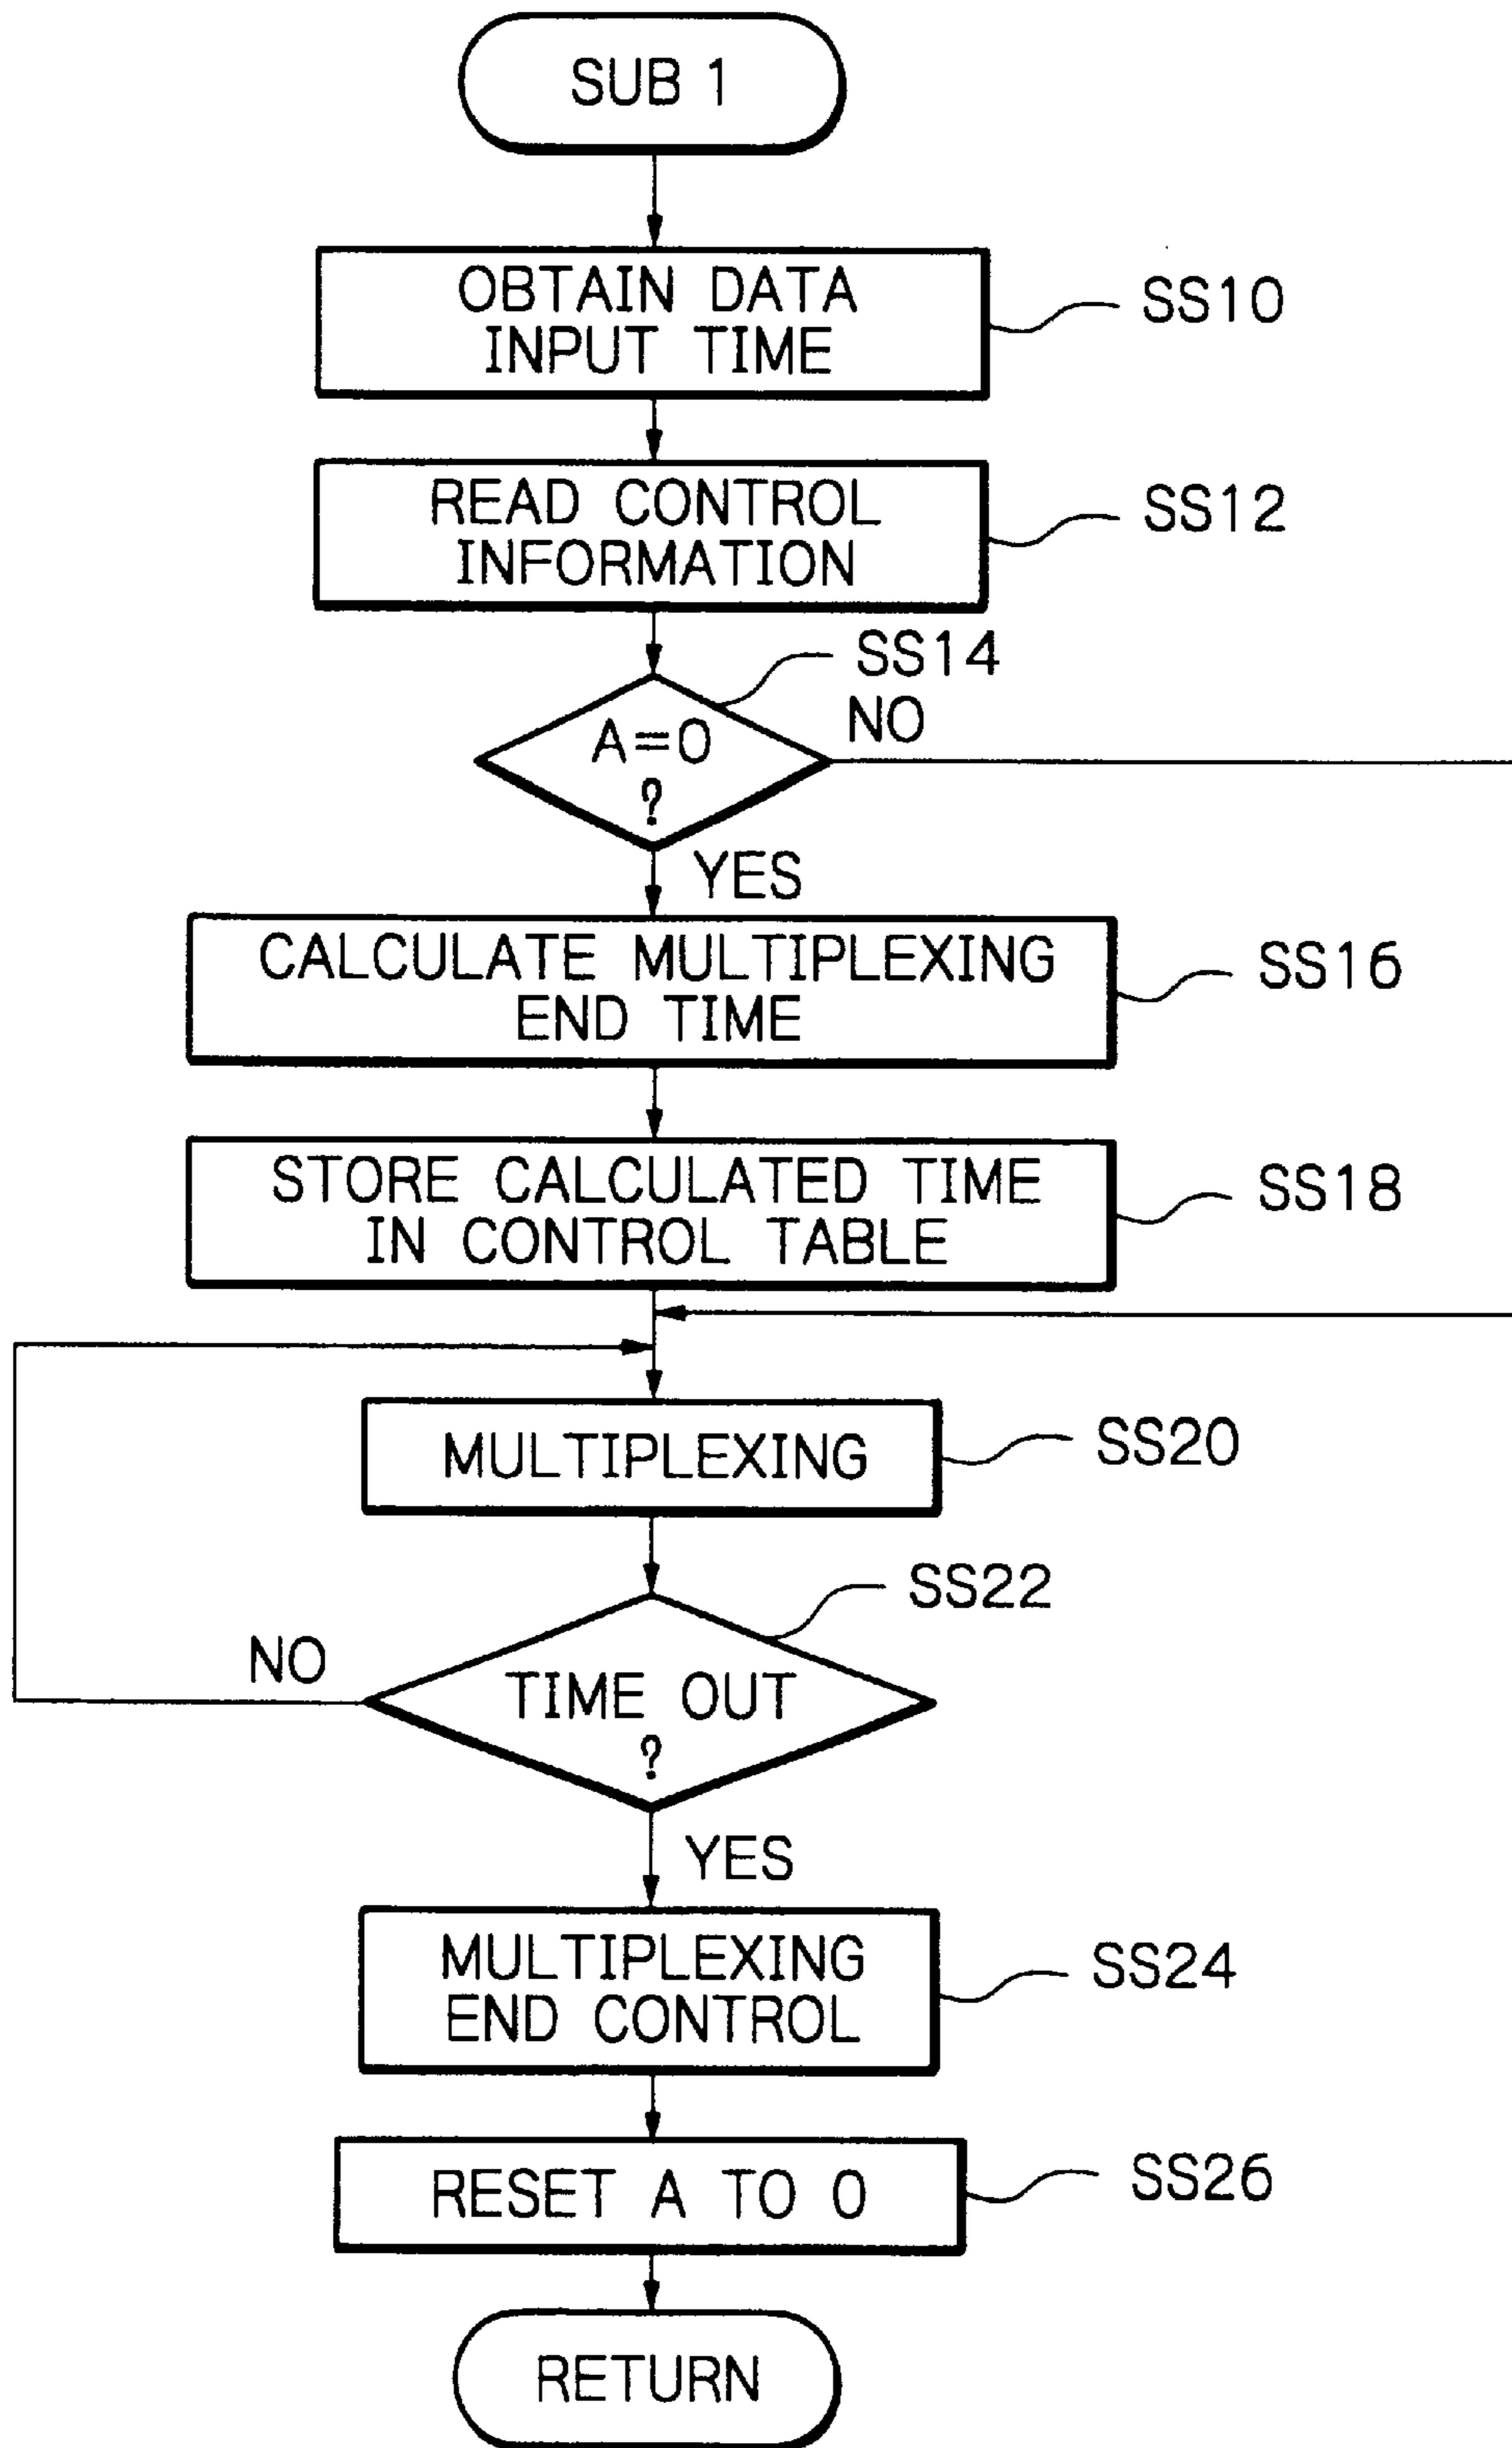 SUB 1
OBTAIN DATA
INPUT TIME
SS10
READ CONTROL
INFORMATION
SS12
SS14
A=0
?
NO
YES
CALCULATE MULTIPLEXING
END TIME
SS16
STORE CALCULATED TIME
IN CONTROL TABLE
SS18
MULTIPLEXING
SS20
SS22
NO
TIME OUT
?
YES
MULTIPLEXING
END CONTROL
SS24
RESET A TO 0
SS26
RETURN